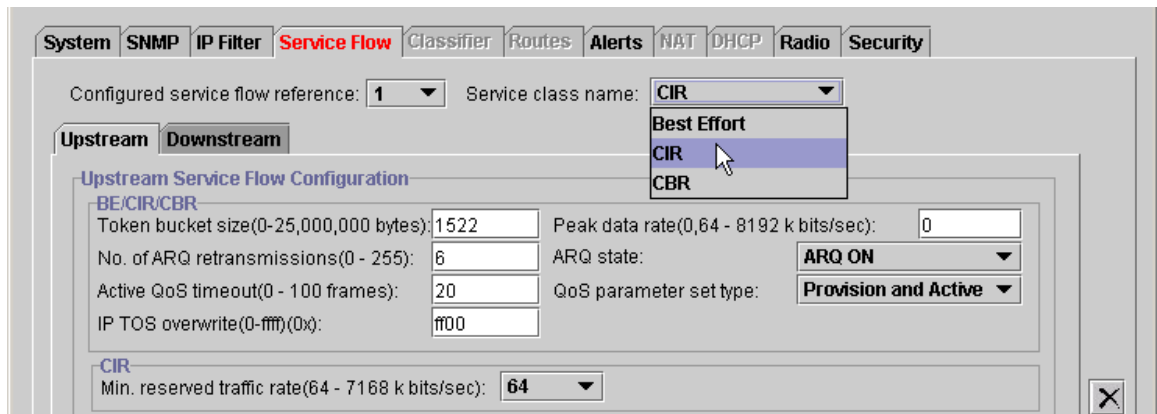 System SNMP IP Filter Service Flow Classifier Routes Alerts NAT DHCP Radio Security
Configured service flow reference: 1 Service class name: CIR
Best Effort
CIR
CBR
Upstream Downstream
Upstream Service Flow Configuration
BE/CIR/CBR
Token bucket size(0-25,000,000 bytes): 1522 Peak data rate(0,64 - 8192 k bits/sec): 0
No. of ARQ retransmissions(0 - 255): 6 ARQ state: ARQ ON
Active QoS timeout(0 - 100 frames): 20 QoS parameter set type: Provision and Active
IP TOS overwrite(0-ffff)(0x): ff00
CIR
Min. reserved traffic rate(64 - 7168 k bits/sec): 64